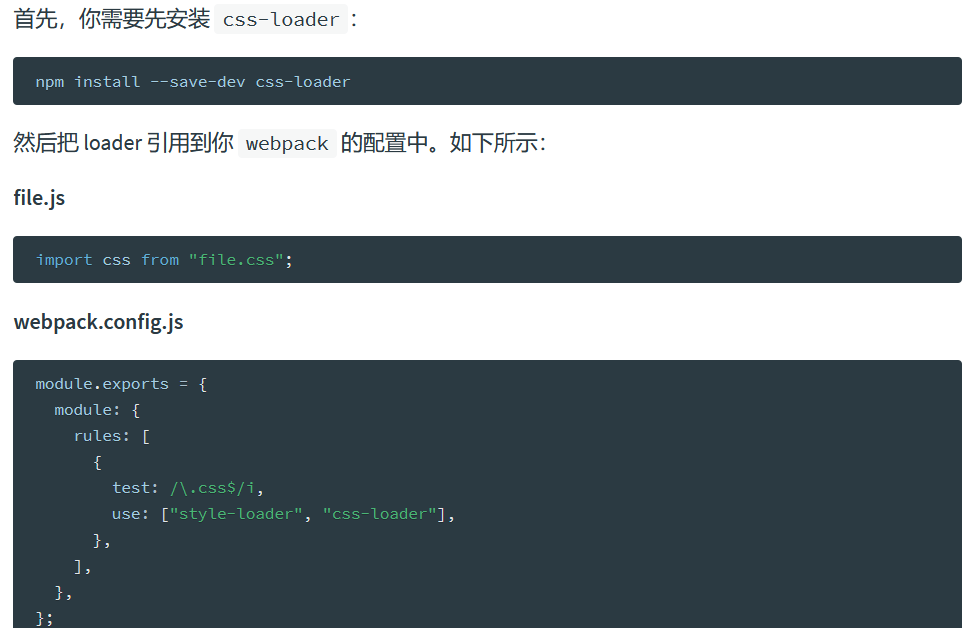 首先，你需要先安装 css-loader：
npm install --save-dev css-loader
然后把 loader 引用到你 webpack 的配置中。如下所示：
file.js
import css from "file.css";
webpack.config.js
module.exports = {
  module: {
    rules: [
      {
        test: /\.css$/i,
        use: ["style-loader", "css-loader"],
      },
    ],
  },
};